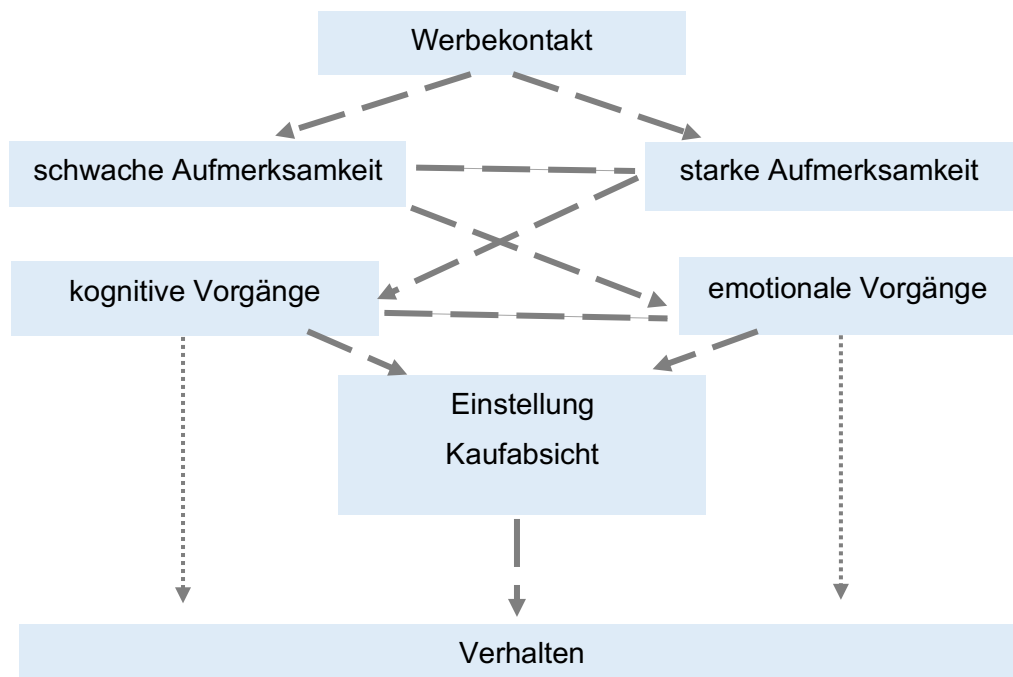 Werbekontakt
schwache Aufmerksamkeit
starke Aufmerksamkeit
kognitive Vorgänge
emotionale Vorgänge
Einstellung
Kaufabsicht
Verhalten